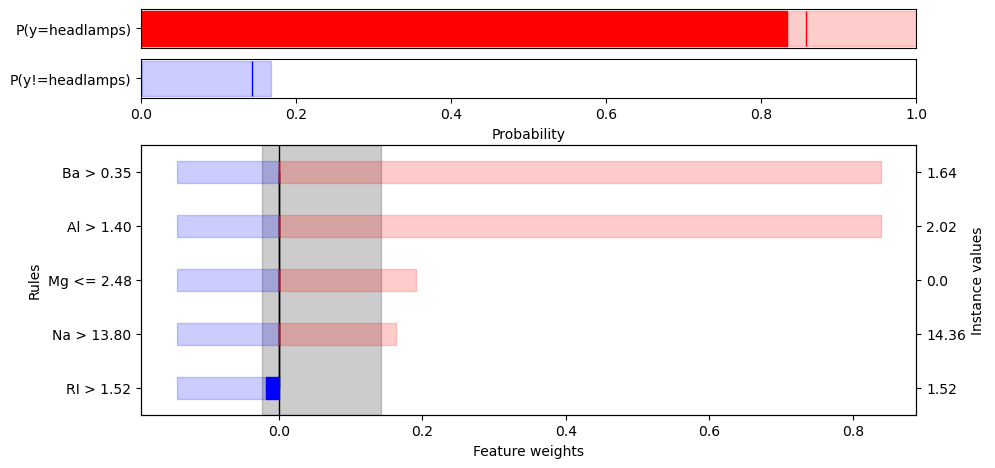 P(y=headlamps)
P(y!=headlamps)
0.0 0.2 0.4 0.6 0.8 1.0
Probability
Ba > 0.35 1.64
Al > 1.40 2.02
Mg <= 2.48 0.0
Na > 13.80 14.36
RI > 1.52 1.52
Rules
Instance values
0.0 0.2 0.4 0.6 0.8
Feature weights